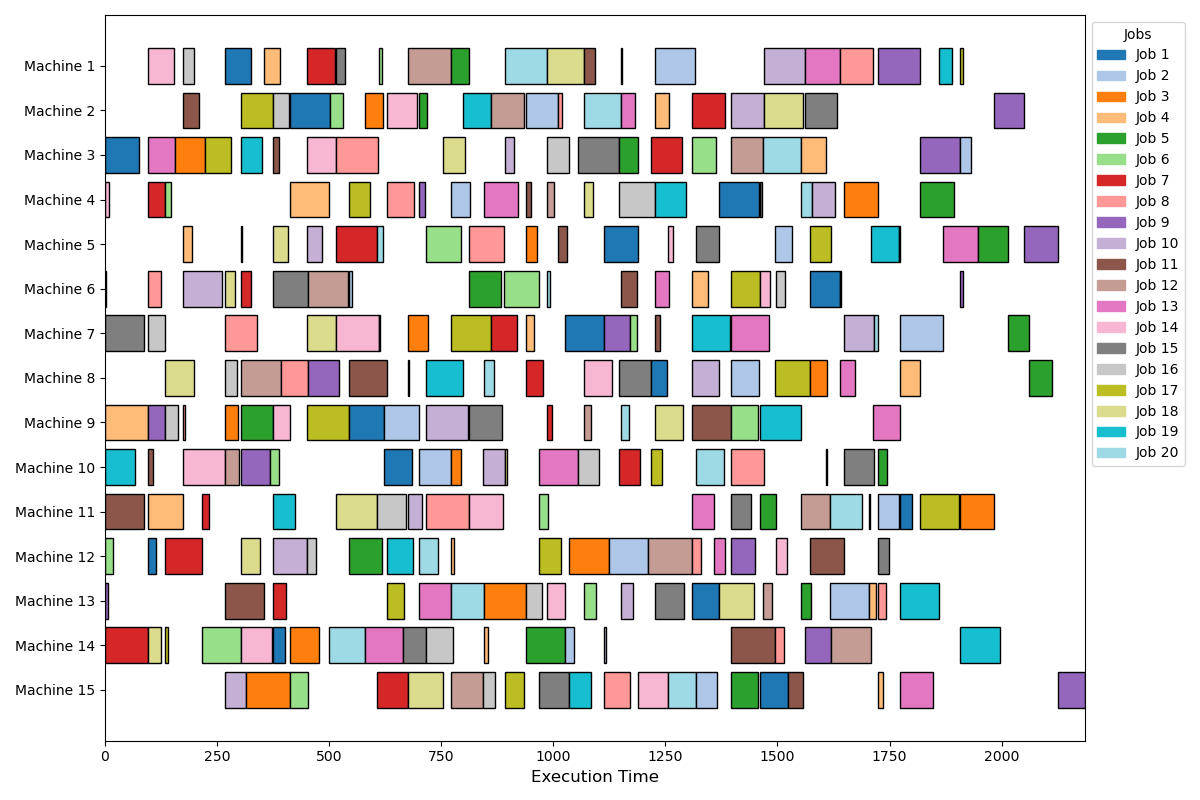 Machine 1
Machine 2
Machine 3
Machine 4
Machine 5
Machine 6
Machine 7
Machine 8
Machine 9
Machine 10
Machine 11
Machine 12
Machine 13
Machine 14
Machine 15
0 250 500 750 1000 1250 1500 1750 2000
Execution Time
Jobs
Job 1
Job 2
Job 3
Job 4
Job 5
Job 6
Job 7
Job 8
Job 9
Job 10
Job 11
Job 12
Job 13
Job 14
Job 15
Job 16
Job 17
Job 18
Job 19
Job 20